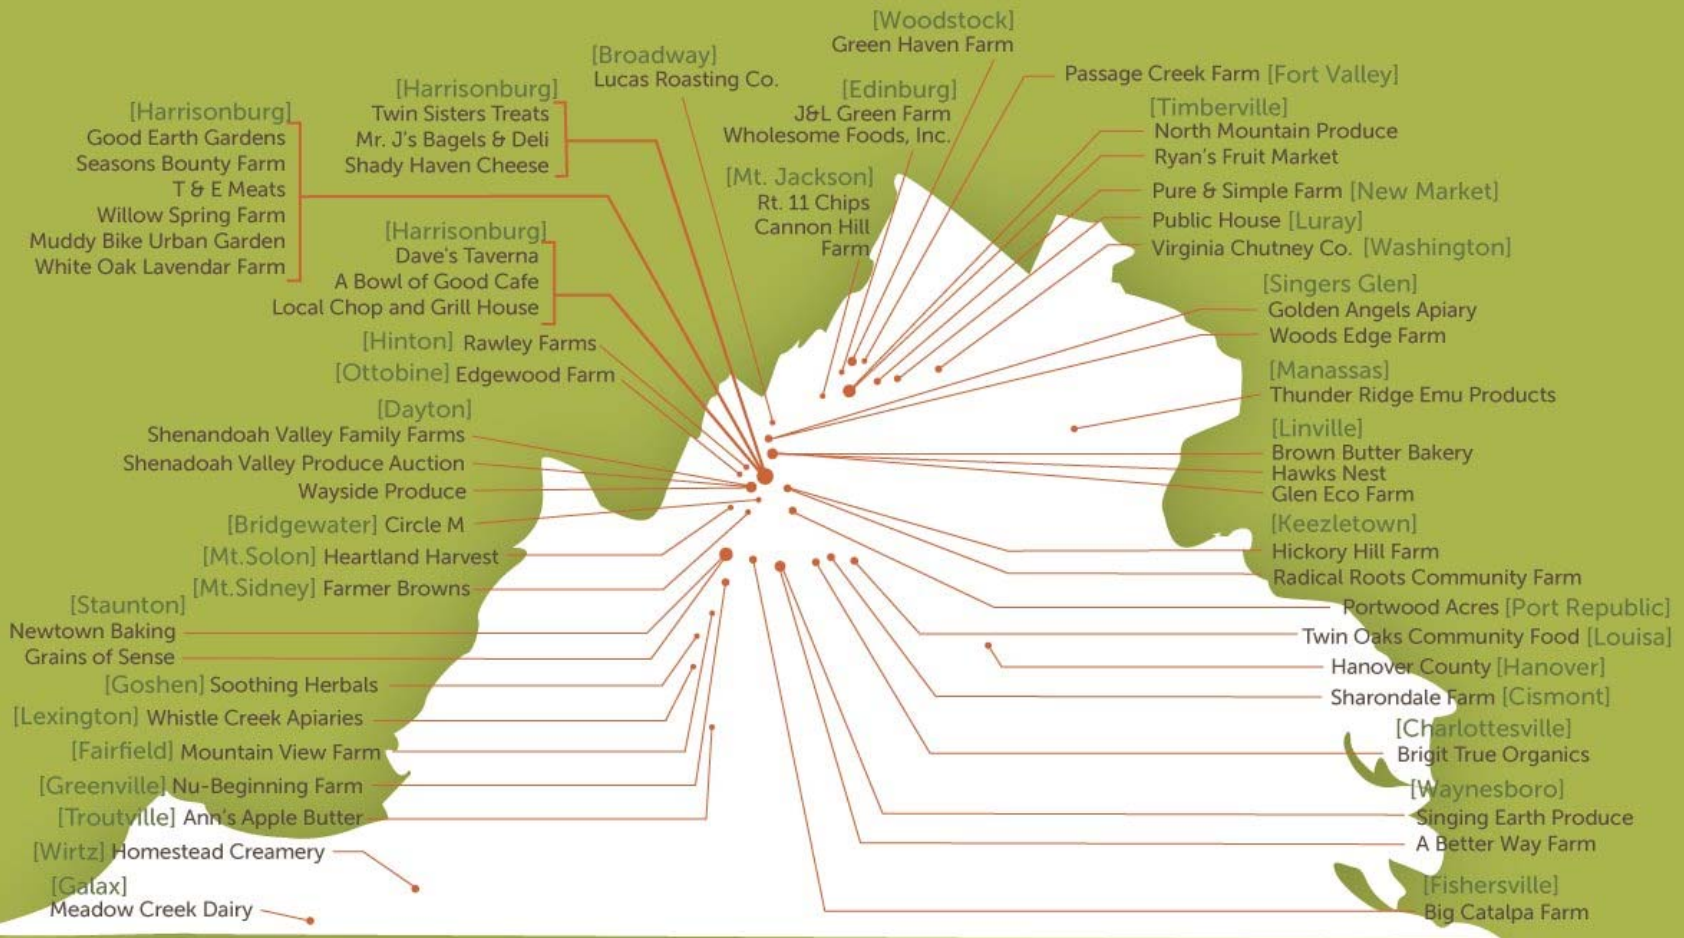 [Woodstock]
Green Haven Farm
[Broadway]
Lucas Roasting Co.
Passage Creek Farm [Fort Valley]
[Harrisonburg]
Twin Sisters Treats
Mr. J's Bagels & Deli
Shady Haven Cheese
[Edinburg]
J&L Green Farm
Wholesome Foods, Inc.
[Harrisonburg]
Good Earth Gardens
Seasons Bounty Farm
T & E Meats
Willow Spring Farm
Muddy Bike Urban Garden
White Oak Lavendar Farm
[Timberville]
North Mountain Produce
Ryan's Fruit Market
[Mt. Jackson]
Rt. 11 Chips
Cannon Hill
Farm
Pure & Simple Farm [New Market]
Public House [Luray]
Virginia Chutney Co. [Washington]
[Harrisonburg]
Dave's Taverna
A Bowl of Good Cafe
Local Chop and Grill House
[Singers Glen]
Golden Angels Apiary
Woods Edge Farm
[Hinton] Rawley Farms
[Ottobine] Edgewood Farm
[Manassas]
Thunder Ridge Emu Products
[Dayton]
Shenandoah Valley Family Farms
Shenadoah Valley Produce Auction
Wayside Produce
[Linville]
Brown Butter Bakery
Hawks Nest
Glen Eco Farm
[Bridgewater] Circle M
[Mt.Solon] Heartland Harvest
[Mt.Sidney] Farmer Browns
[Keezletown]
Hickory Hill Farm
Radical Roots Community Farm
[Staunton]
Newtown Baking
Grains of Sense
Portwood Acres [Port Republic]
Twin Oaks Community Food [Louisa]
Hanover County [Hanover]
Sharondale Farm [Cismont]
[Goshen] Soothing Herbals
[Lexington] Whistle Creek Apiaries
[Fairfield] Mountain View Farm
[Greenville] Nu-Beginning Farm
[Troutville] Ann's Apple Butter
[Charlottesville]
Brigit True Organics
[Waynesboro]
Singing Earth Produce
A Better Way Farm
[Wirtz] Homestead Creamery
[Galax]
Meadow Creek Dairy
[Fishersville]
Big Catalpa Farm